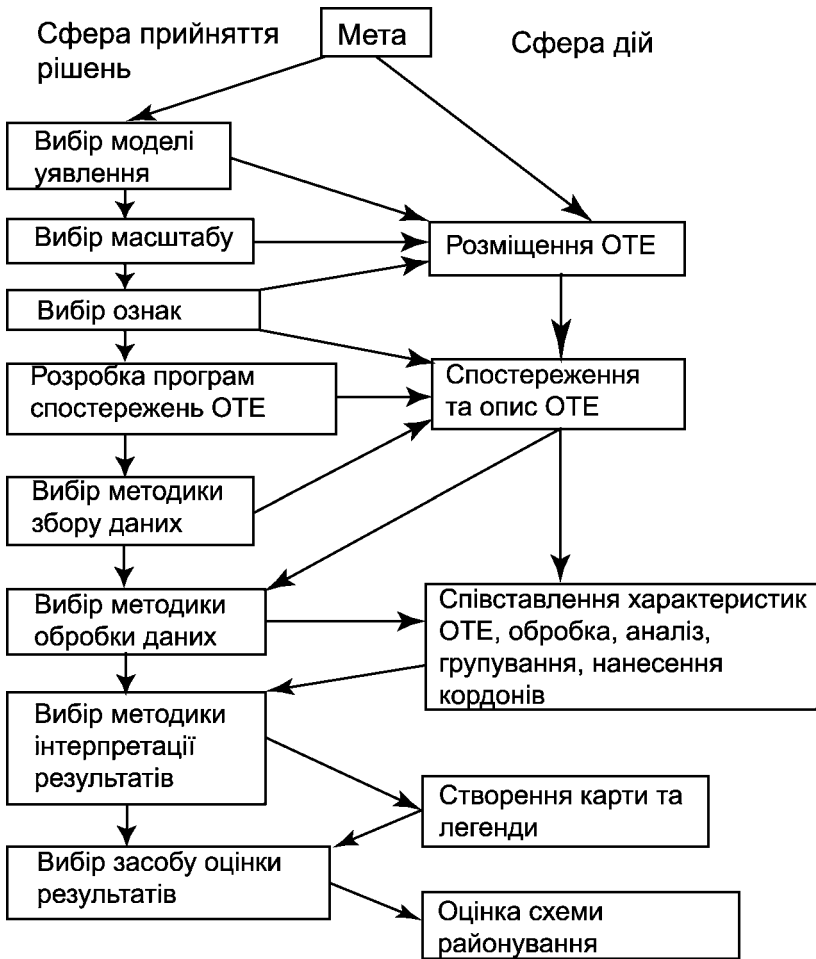 Сфера прийняття
рішень
Мета
Сфера дій
Вибір моделі
уявлення
Вибір масштабу
Розміщення ОТЕ
Вибір ознак
Розробка програм
спостережень ОТЕ
Спостереження
та опис ОТЕ
Вибір методики
збору даних
Вибір методики
обробки даних
Співставлення характеристик
ОТЕ, обробка, аналіз,
групування, нанесення
кордонів
Вибір методики
інтерпретації
результатів
Створення карти та
легенди
Вибір засобу оцінки
результатів
Оцінка схеми
районування